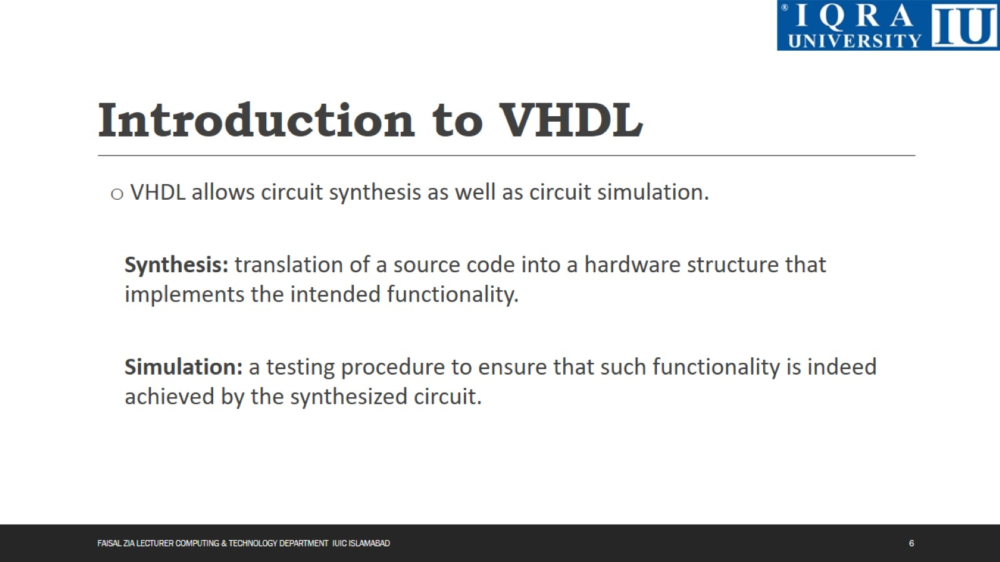 ® IQRA
UNIVERSITY IU
Introduction to VHDL
o VHDL allows circuit synthesis as well as circuit simulation.
Synthesis: translation of a source code into a hardware structure that
implements the intended functionality.
Simulation: a testing procedure to ensure that such functionality is indeed
achieved by the synthesized circuit.
FAISAL ZIA LECTURER COMPUTING & TECHNOLOGY DEPARTMENT IUIC ISLAMABAD 6